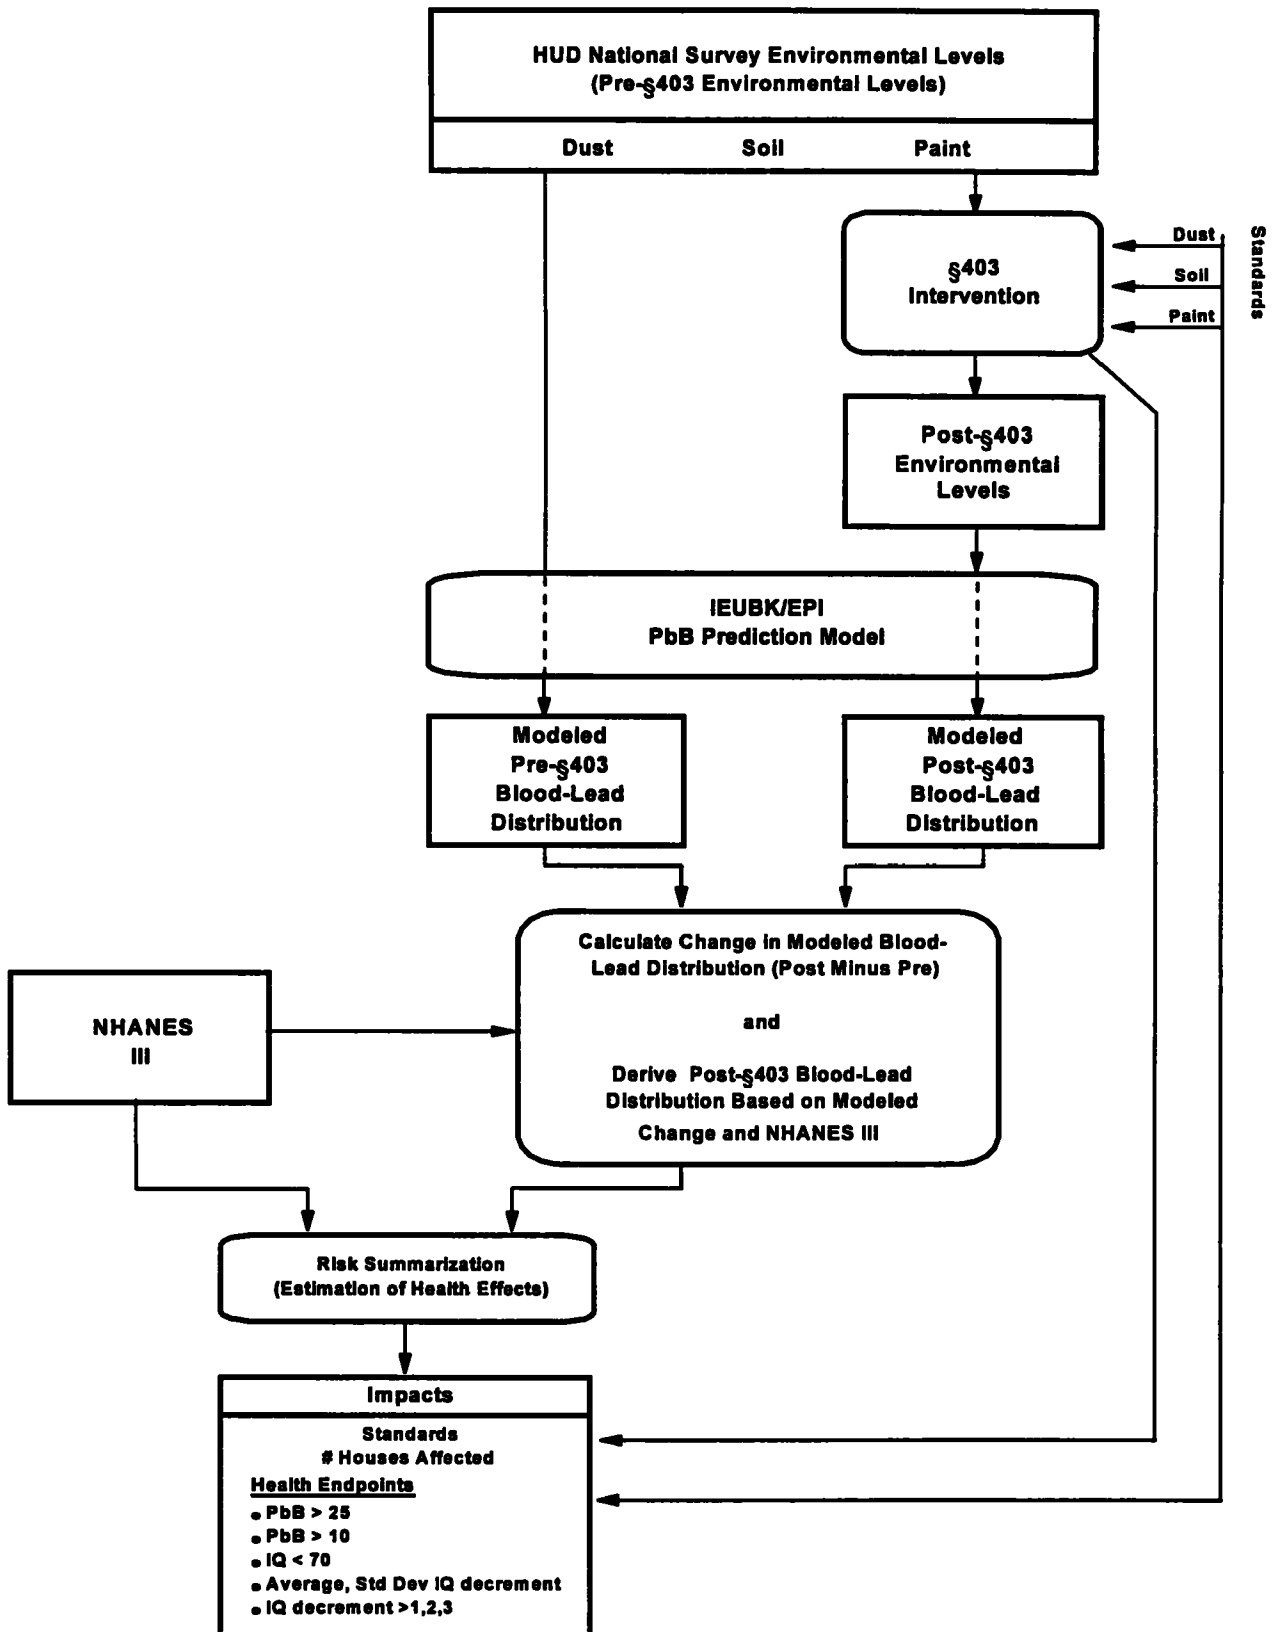 HUD National Survey Environmental Levels
(Pre-§403 Environmental Levels)
Dust Soil Paint
§403
Intervention
Dust
Soil
Paint
Standards
Post-§403
Environmental
Levels
IEUBK/EPI
PbB Prediction Model
Modeled
Pre-§403
Blood-Lead
Distribution
Modeled
Post-§403
Blood-Lead
Distribution
Calculate Change in Modeled Blood-
Lead Distribution (Post Minus Pre)
and
Derive Post-§403 Blood-Lead
Distribution Based on Modeled
Change and NHANES III
NHANES
III
Risk Summarization
(Estimation of Health Effects)
Impacts
Standards
# Houses Affected
Health Endpoints
• PbB > 25
• PbB > 10
• IQ < 70
• Average, Std Dev IQ decrement
• IQ decrement >1,2,3